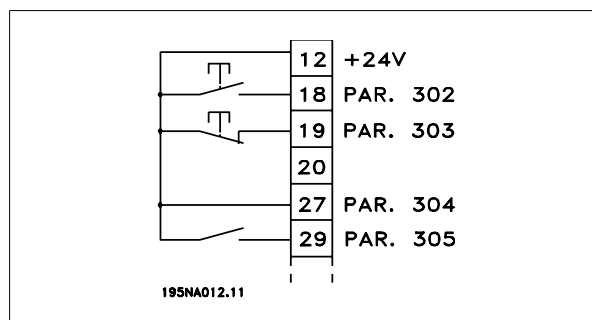 12 +24V
18 PAR. 302
19 PAR. 303
20
27 PAR. 304
29 PAR. 305
195NA012.11